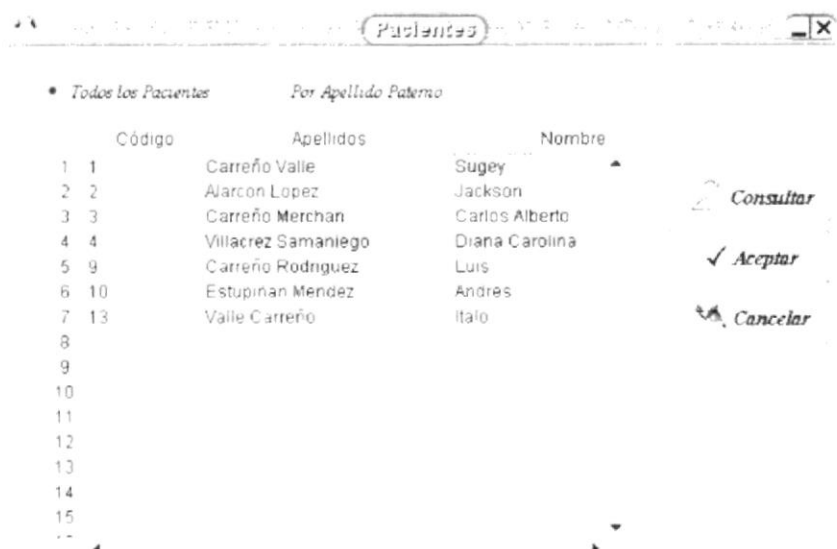 Pacientes
Todos los Pacientes Por Apellido Paterno
Código Apellidos Nombre
1 1 Carreño Valle Sugey
2 2 Alarcon Lopez Jackson
3 3 Carreño Merchan Carlos Alberto
4 4 Villacrez Samaniego Diana Carolina
5 9 Carreño Rodriguez Luis
6 10 Estupinan Mendez Andres
7 13 Valle Carreño Italo
8
9
10
11
12
13
14
15
Consultar
Aceptar
Cancelar